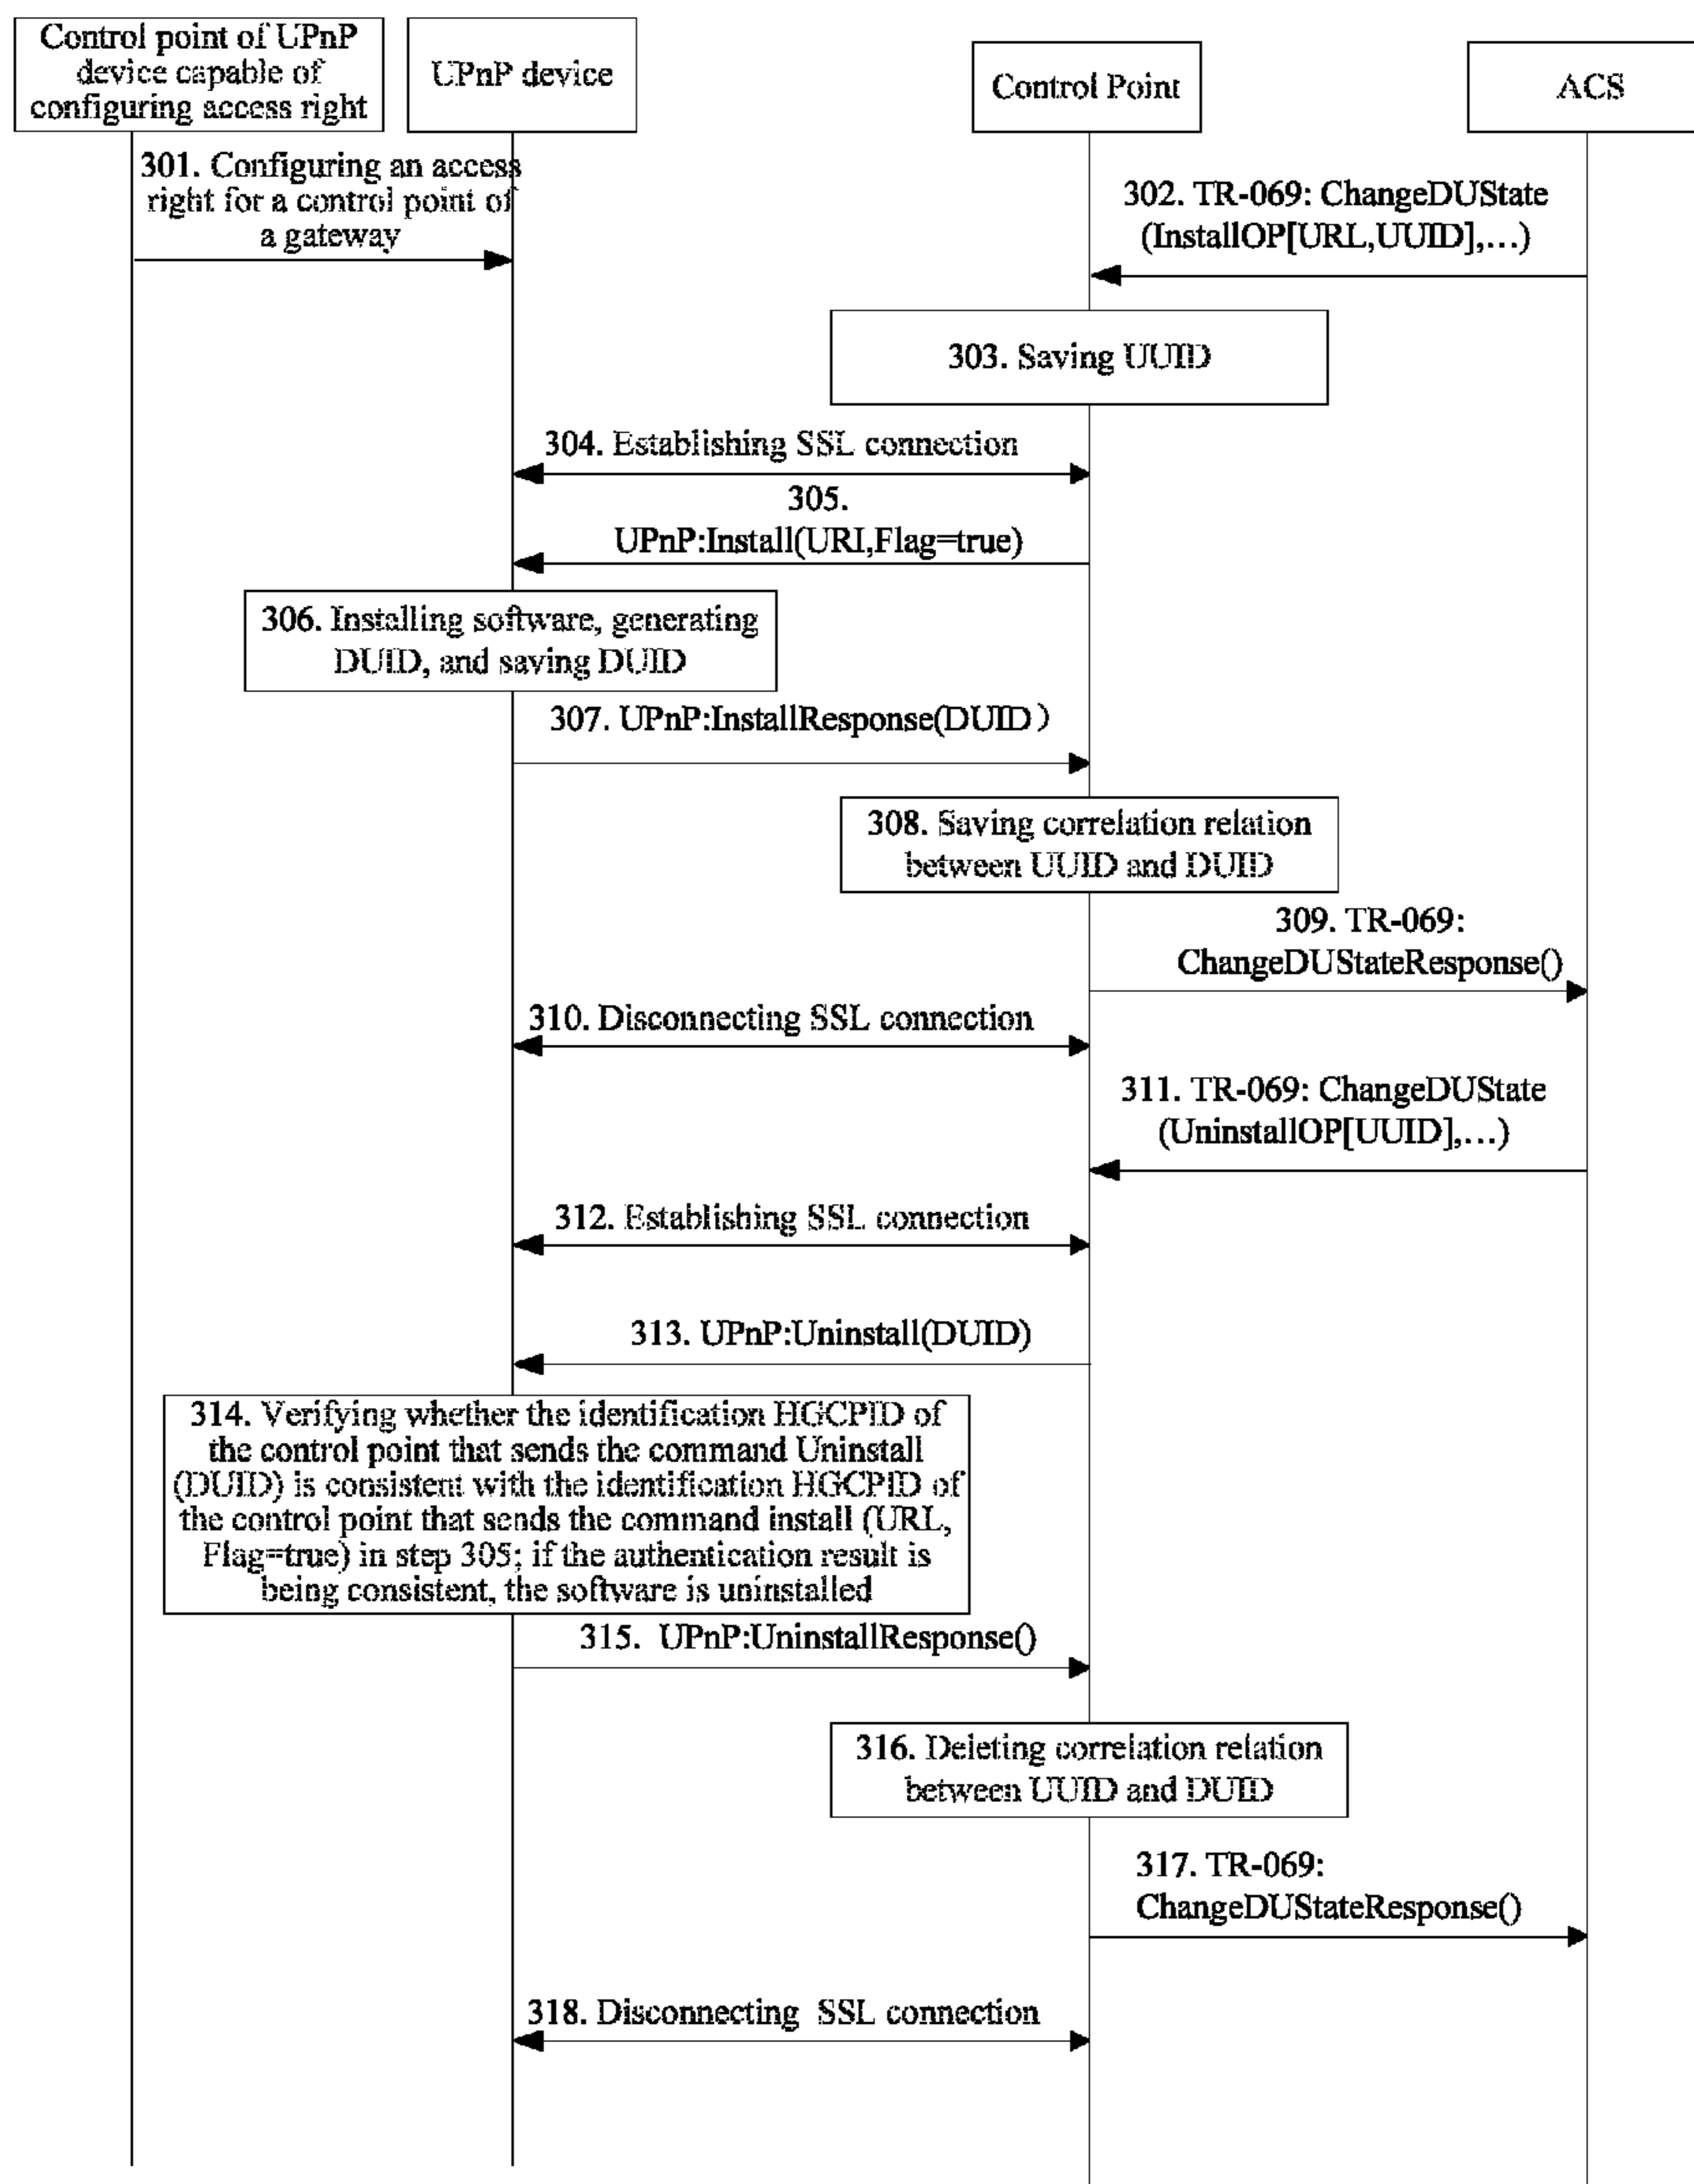 Control point of UPnP
device capable of
configuring access right
UPnP device
Control Point
ACS
301. Configuring an access
right for a control point of
a gateway
302. TR-069: ChangeDUState
(InstallOP[URL,UUID],...)
303. Saving UUID
304. Establishing SSL connection
305.
UPnP:Install(URI,Flag=true)
306. Installing software, generating
DUID, and saving DUID
307. UPnP:InstallResponse(DUID)
308. Saving correlation relation
between UUID and DUID
309. TR-069:
ChangeDUStateResponse()
310. Disconnecting SSL connection
311. TR-069: ChangeDUState
(UninstallOP[UUID],...)
312. Establishing SSL connection
313. UPnP:Uninstall(DUID)
314. Verifying whether the identification HGCPID of
the control point that sends the command Uninstall
(DUID) is consistent with the identification HGCPID of
the control point that sends the command install (URL,
Flag=true) in step 305; if the authentication result is
being consistent, the software is uninstalled
315. UPnP:UninstallResponse()
316. Deleting correlation relation
between UUID and DUID
317. TR-069:
ChangeDUStateResponse()
318. Disconnecting SSL connection